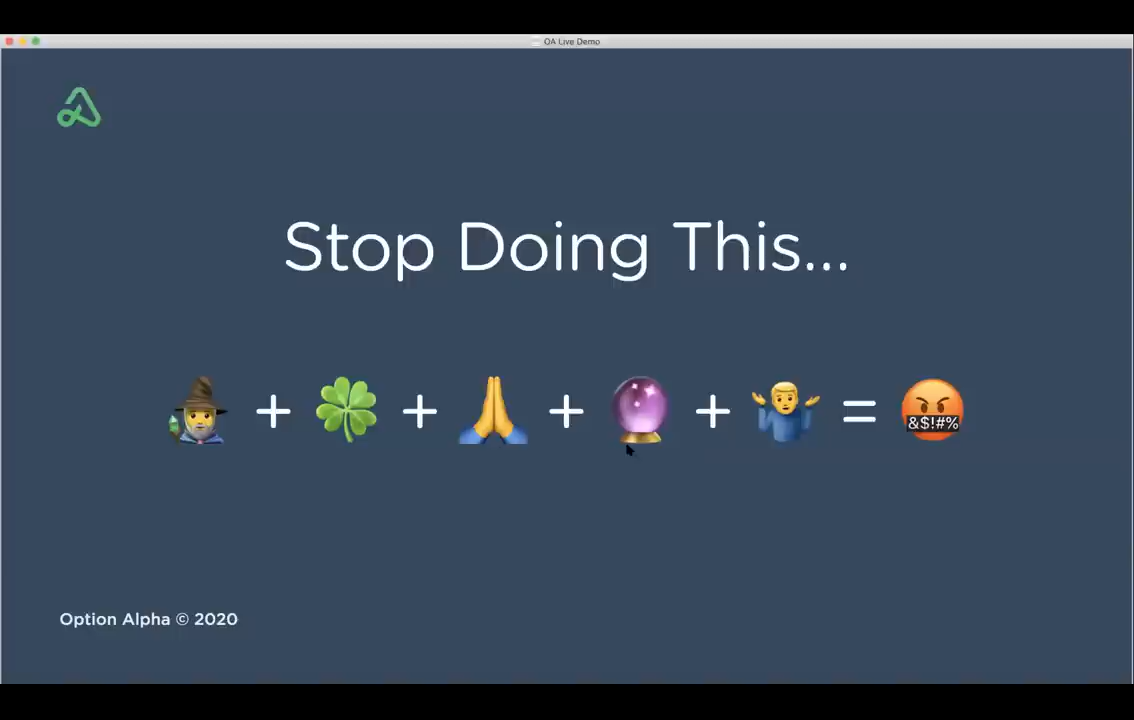 OA Live Demo
Stop Doing This...
+ + + + = &$!#%
Option Alpha © 2020